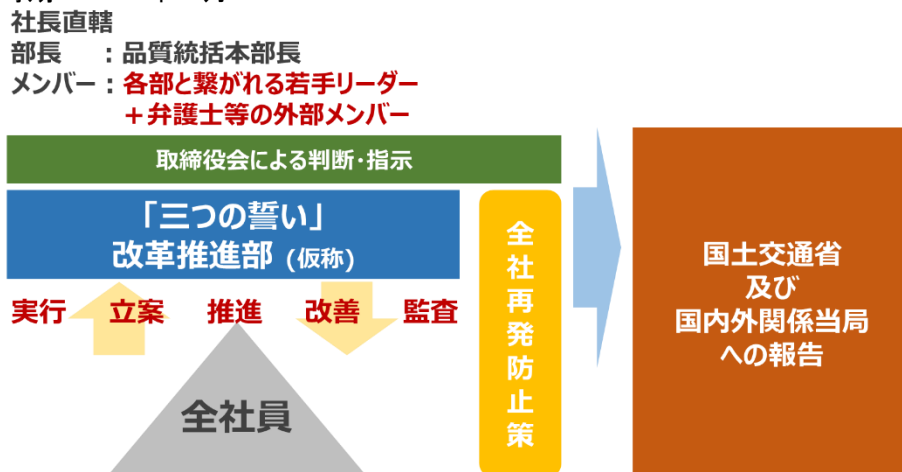 社長直轄
部長　：品質統括本部長
メンバー：各部と繋がれる若手リーダー
＋弁護士等の外部メンバー
取締役会による判断・指示
「三つの誓い」
改革推進部（仮称）
実行　立案　推進　改善　監査
全社員
全社再発防止策
国土交通省
及び
国内外関係当局
への報告